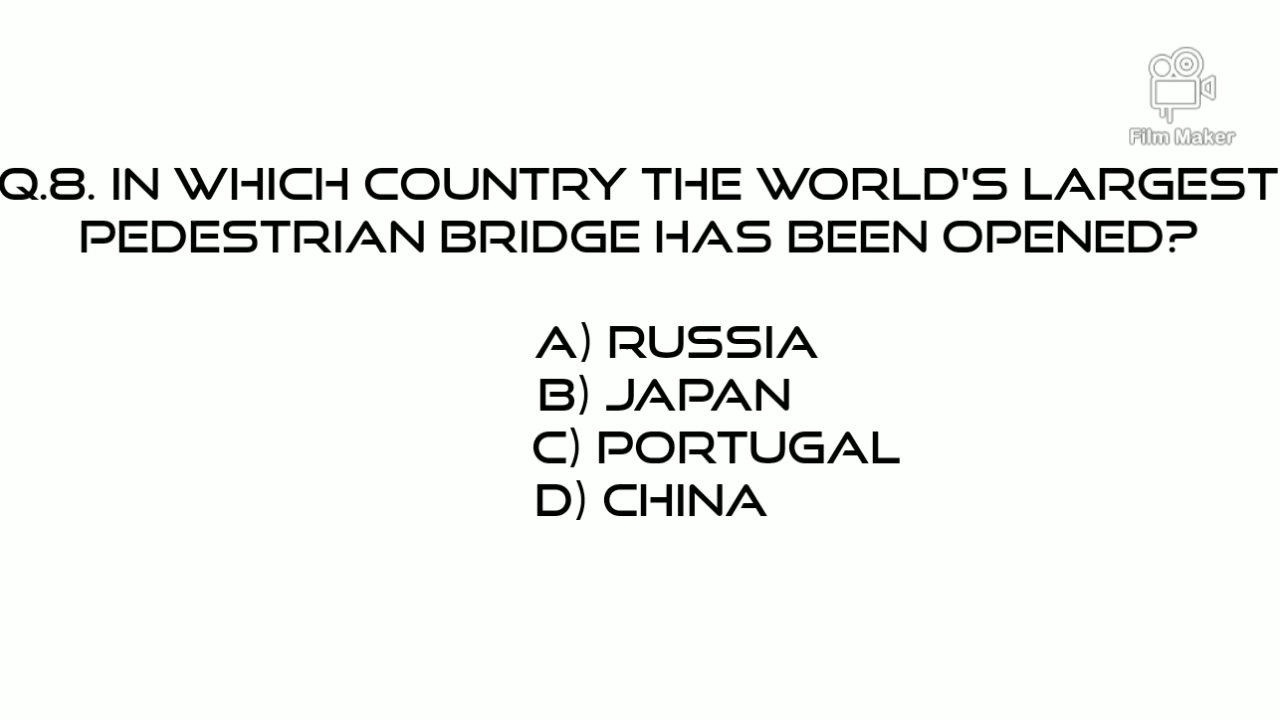 Film Maker
Q.8. IN WHICH COUNTRY THE WORLD'S LARGEST
PEDESTRIAN BRIDGE HAS BEEN OPENED?
A) RUSSIA
B) JAPAN
C) PORTUGAL
D) CHINA